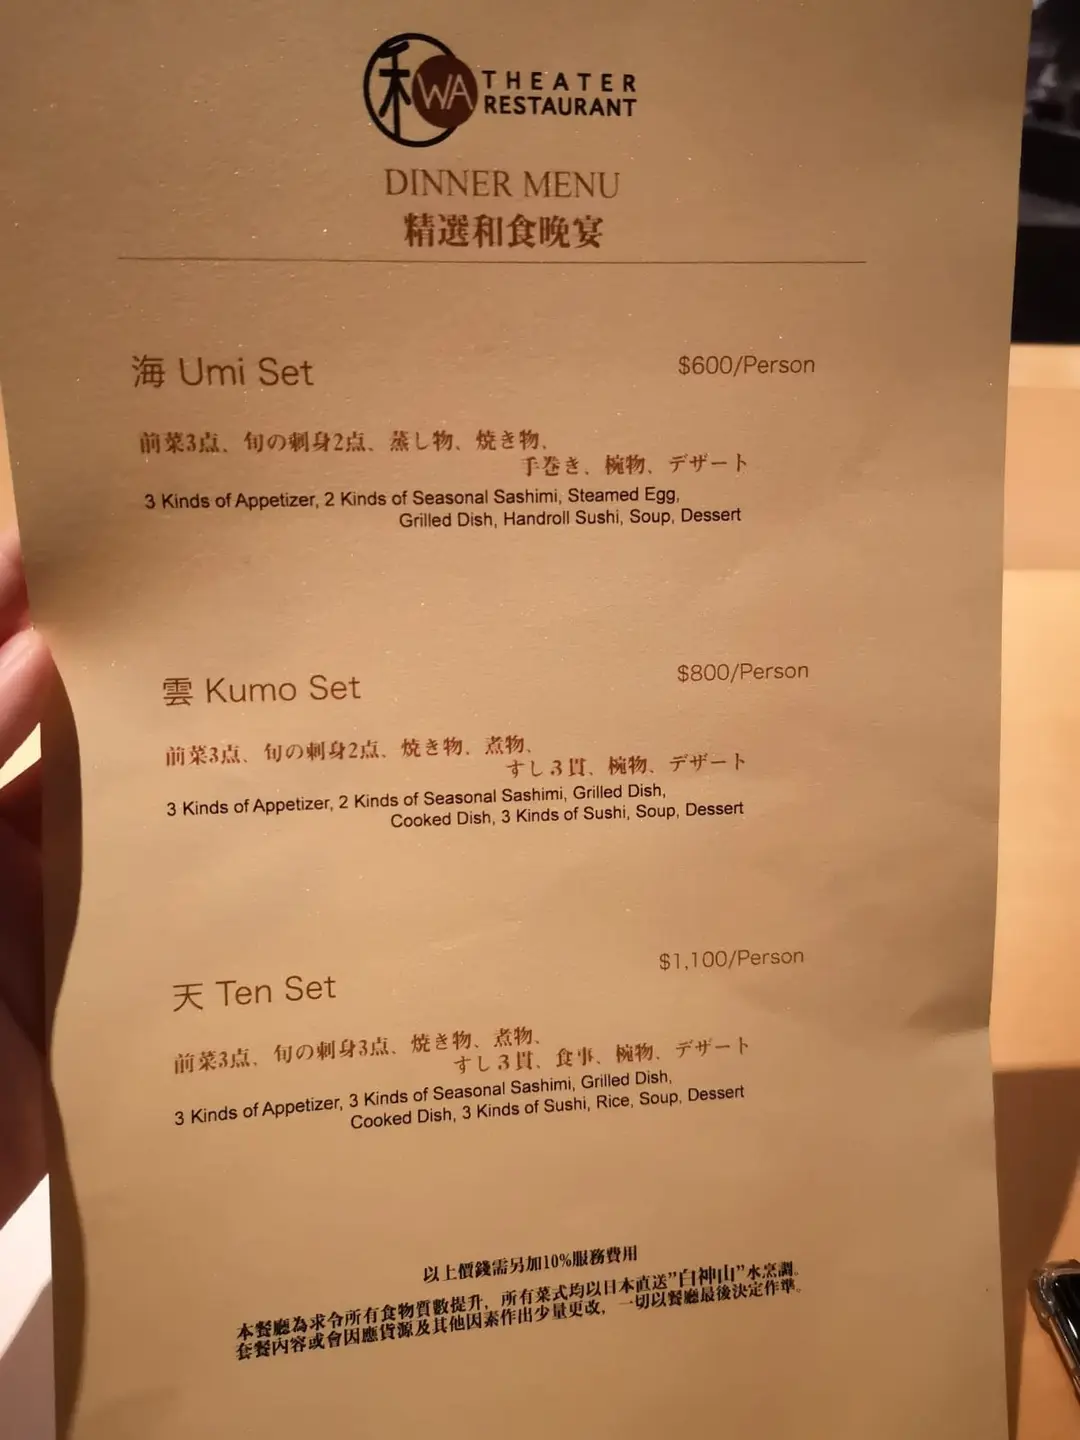 和 WA THEATER
RESTAURANT
DINNER MENU
精選和食晚宴
海 Umi Set
$600/Person
前菜3点、旬の刺身2点、蒸し物、焼き物、
手巻き、椀物、デザート
3 Kinds of Appetizer, 2 Kinds of Seasonal Sashimi, Steamed Egg,
Grilled Dish, Handroll Sushi, Soup, Dessert
雲 Kumo Set
$800/Person
前菜3点、旬の刺身2点、焼き物、煮物、
すし３貫、椀物、デザート
3 Kinds of Appetizer, 2 Kinds of Seasonal Sashimi, Grilled Dish,
Cooked Dish, 3 Kinds of Sushi, Soup, Dessert
天 Ten Set
$1,100/Person
前菜3点、旬の刺身3点、焼き物、煮物、
すし３貫、食事、椀物、デザート
3 Kinds of Appetizer, 3 Kinds of Seasonal Sashimi, Grilled Dish,
Cooked Dish, 3 Kinds of Sushi, Rice, Soup, Dessert
以上價錢需另加10%服務費用
本餐廳為求令所有食物質數提升，所有菜式均以日本直送”白神山”水烹調。
套餐內容或會因應貨源及其他因素作出少量更改，一切以餐廳最後決定作準。